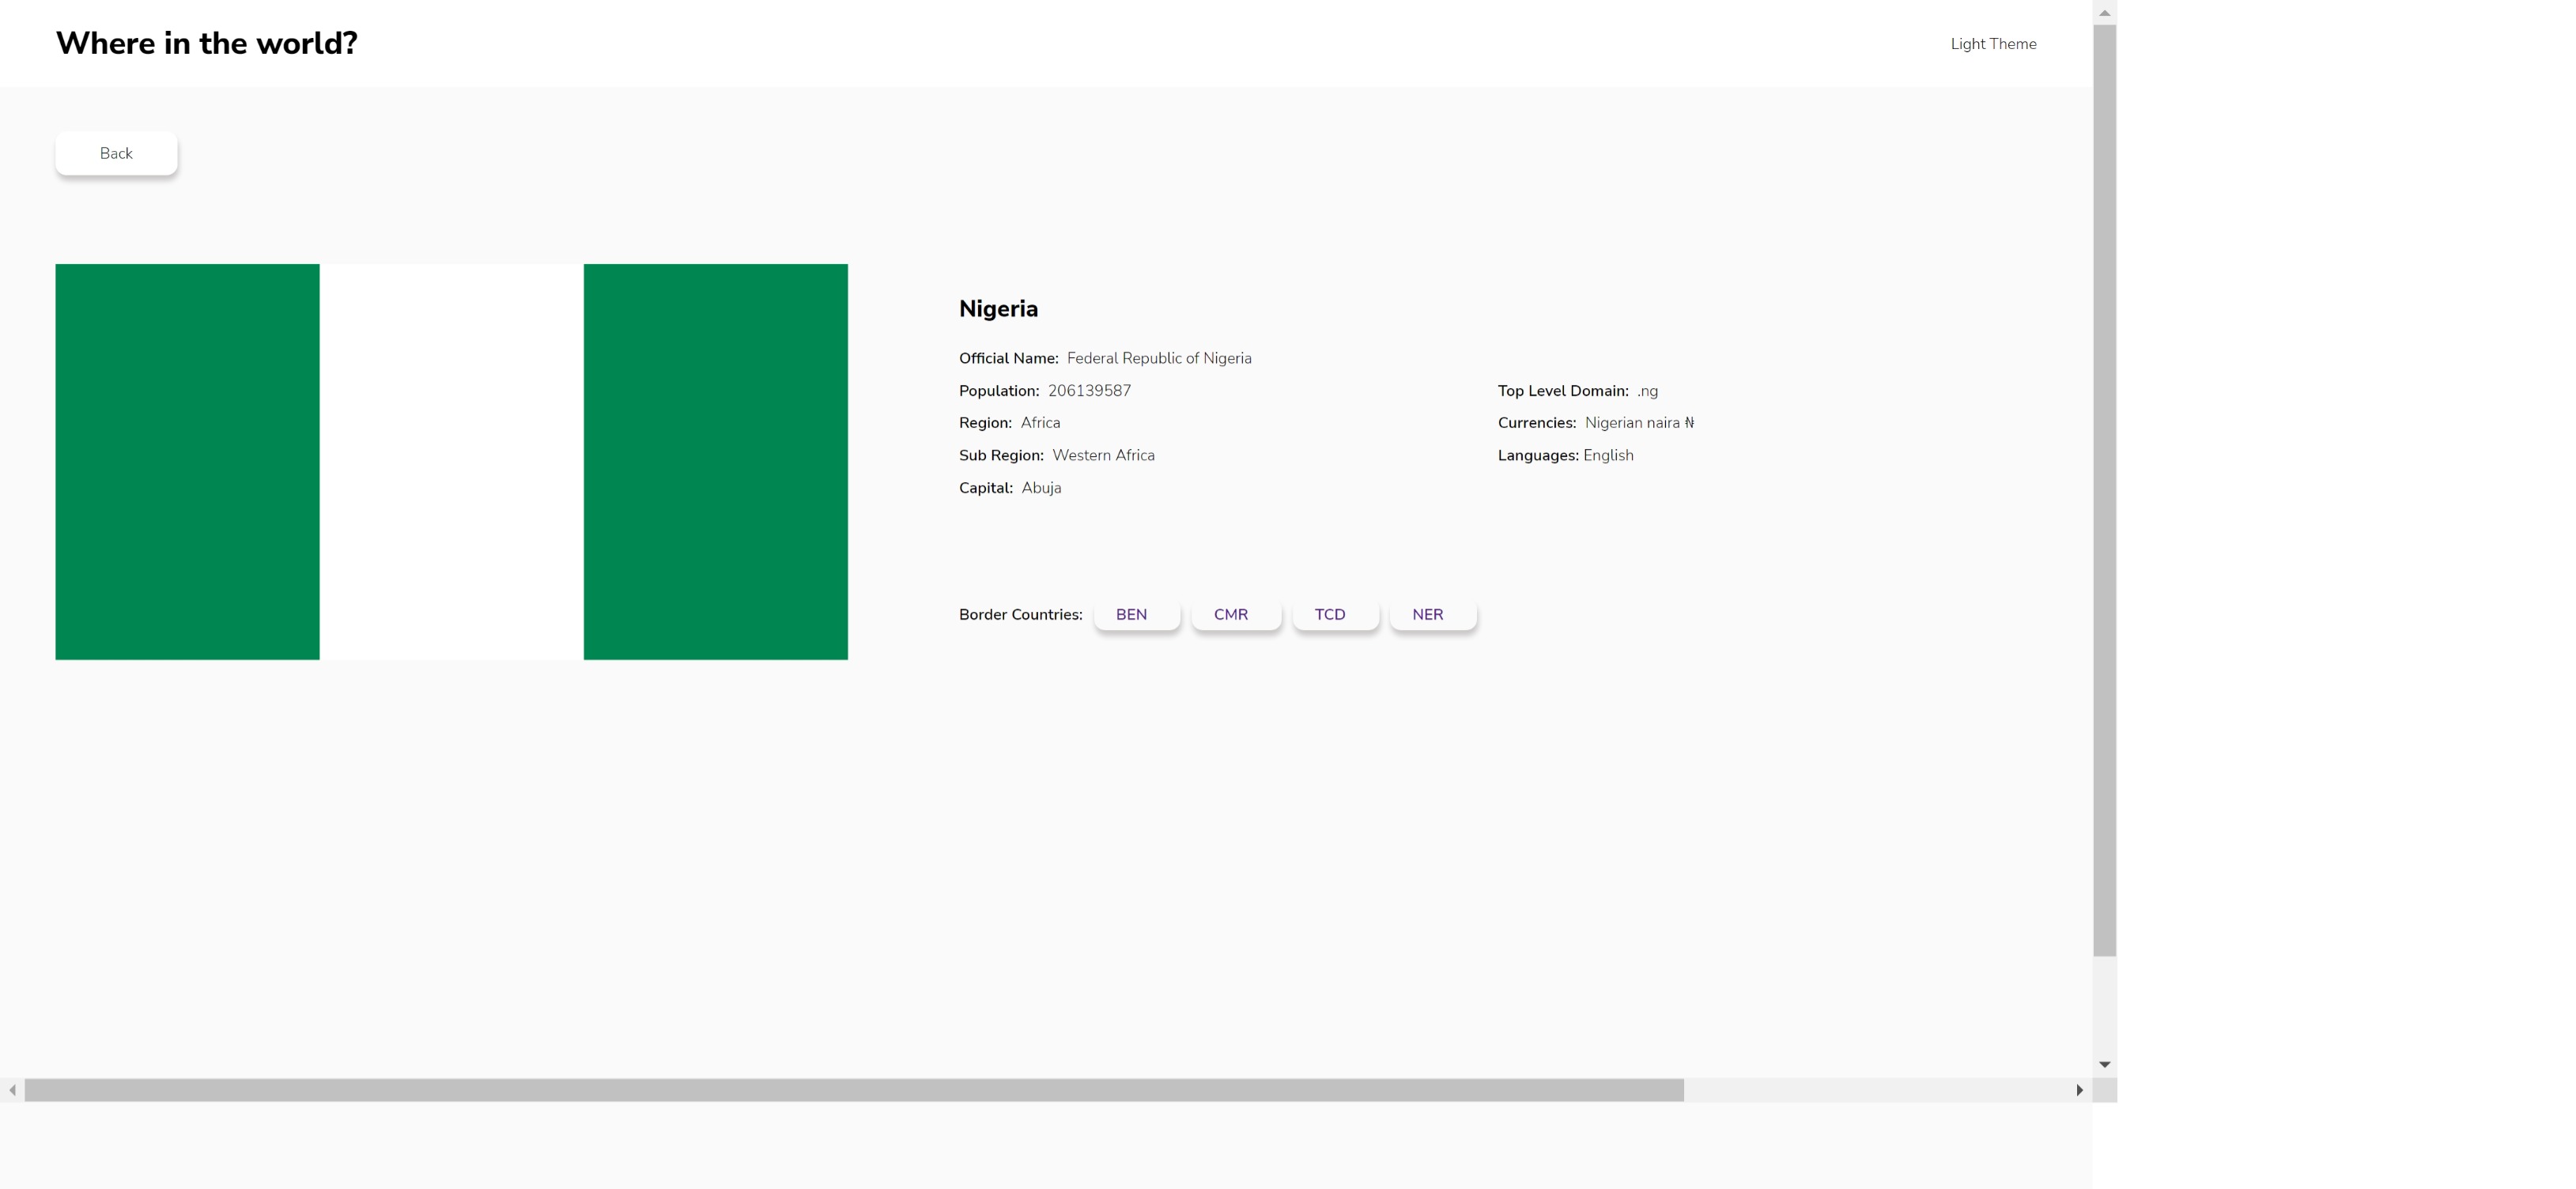 Where in the world?
Light Theme
Back
Nigeria
Official Name: Federal Republic of Nigeria
Population: 206139587
Region: Africa
Sub Region: Western Africa
Capital: Abuja
Top Level Domain: .ng
Currencies: Nigerian naira ₦
Languages: English
Border Countries: BEN CMR TCD NER